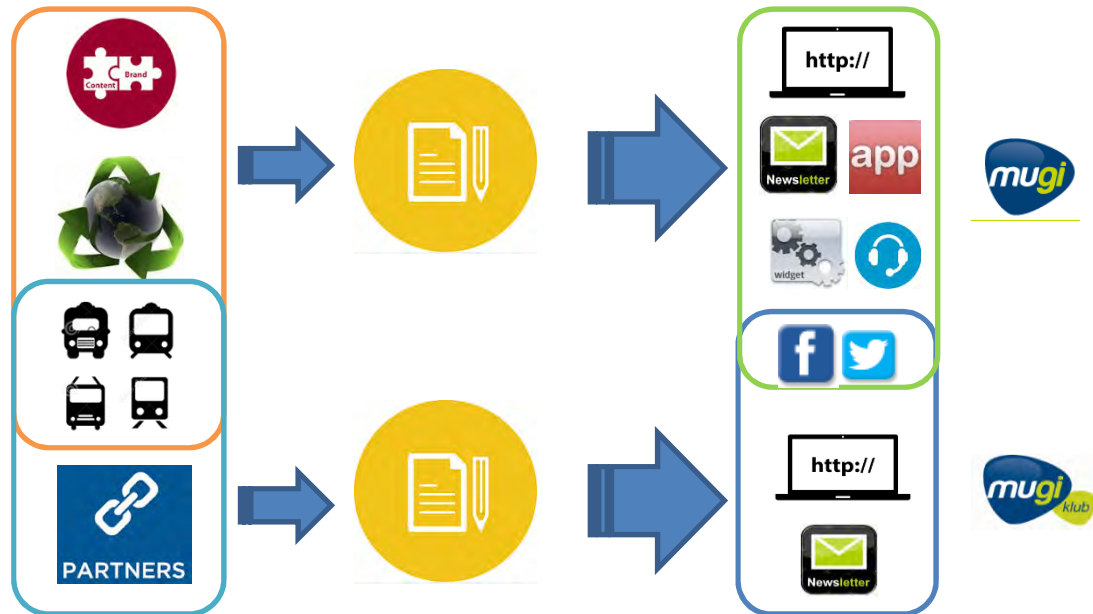 Content
Brand
http://
Newsletter
app
widget
mugi
f
http://
Newsletter
PARTNERS
mugi
klub